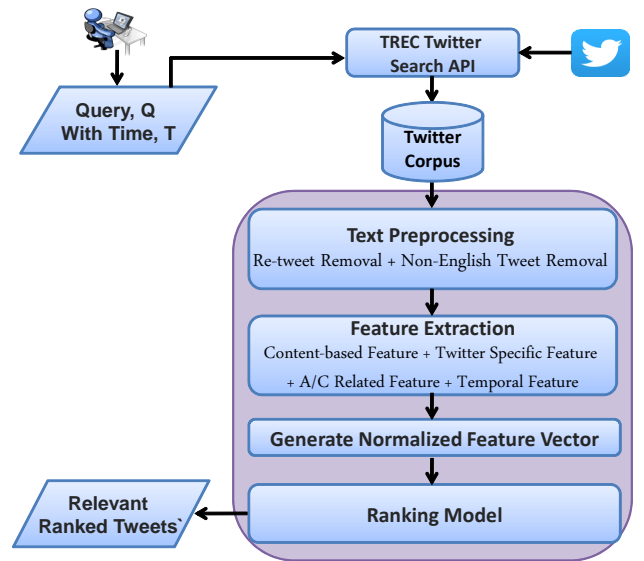 TREC Twitter
Search API
Query, Q
With Time, T
Twitter
Corpus
Text Preprocessing
Re-tweet Removal + Non-English Tweet Removal
Feature Extraction
Content-based Feature + Twitter Specific Feature
+ A/C Related Feature + Temporal Feature
Generate Normalized Feature Vector
Ranking Model
Relevant
Ranked Tweets`